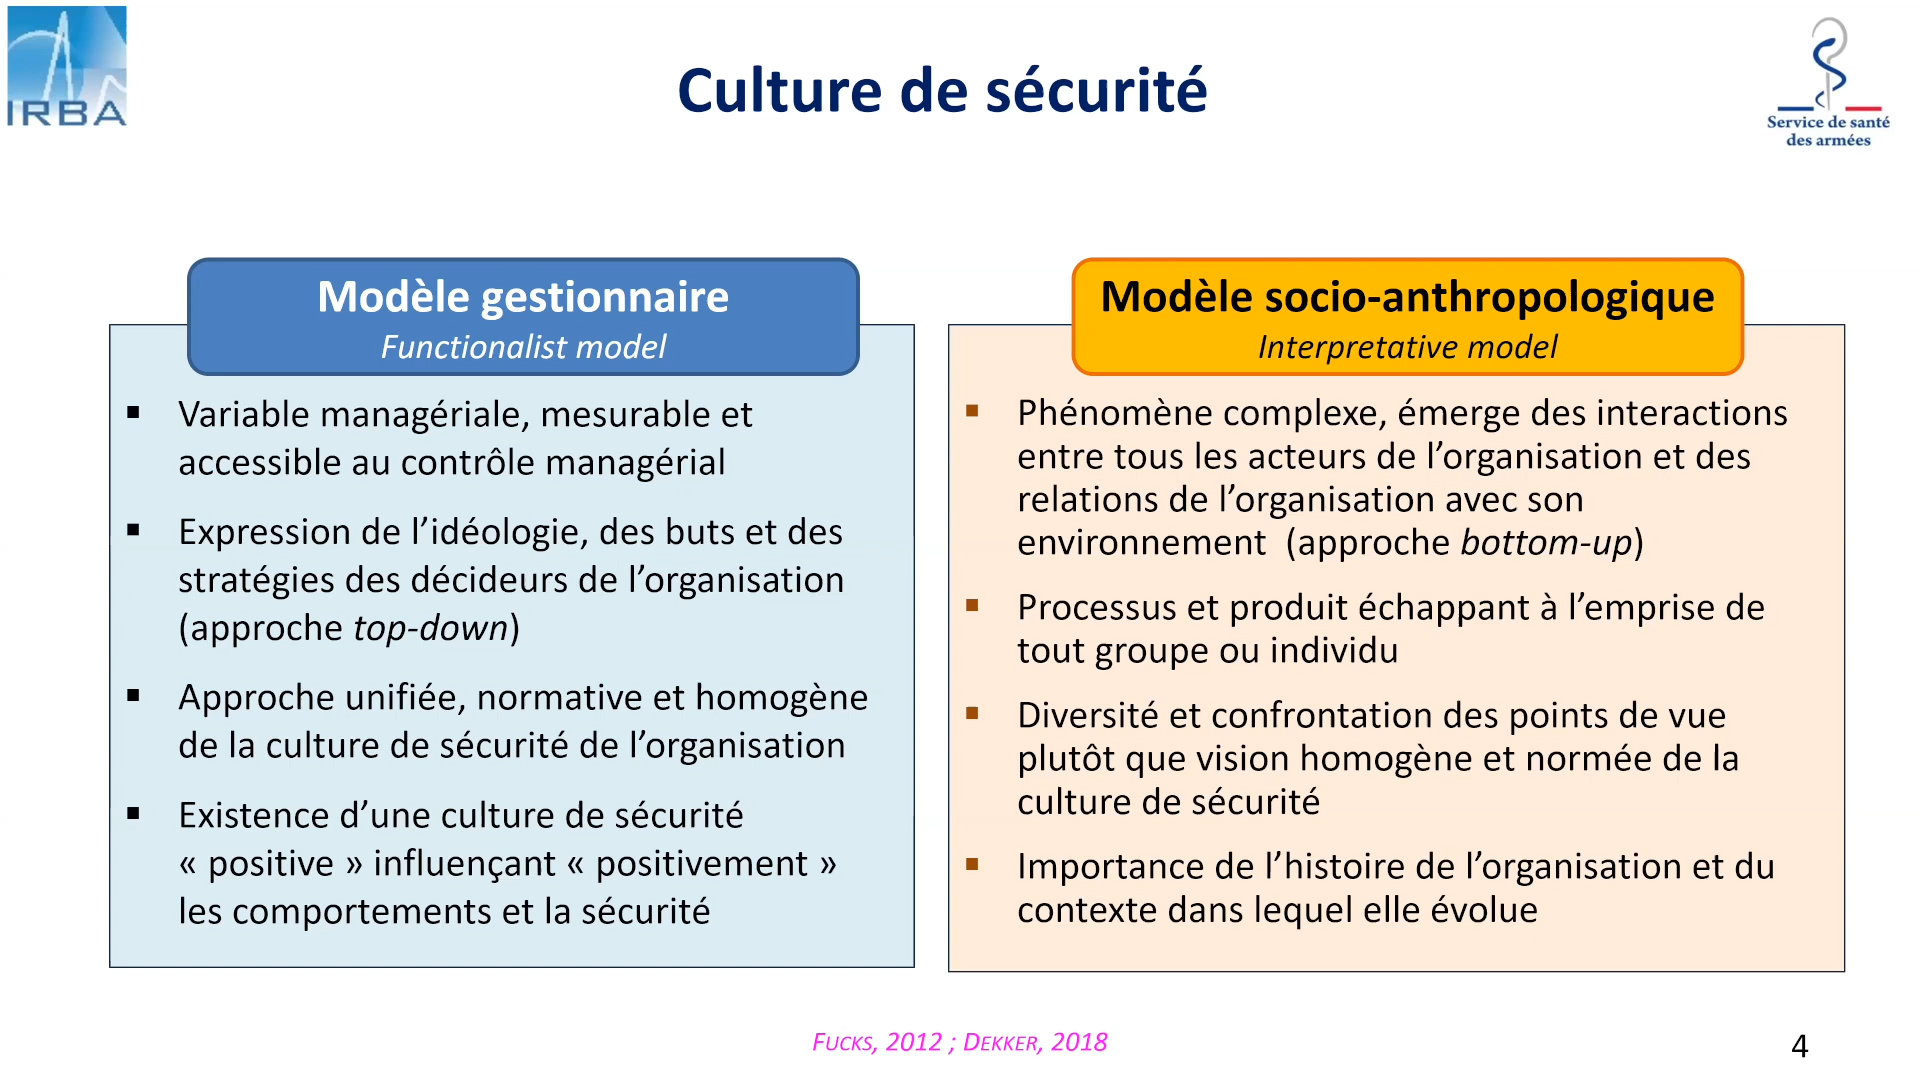 IRBA
Culture de sécurité
Service de santé
des armées
Modèle gestionnaire
Functionalist model
Variable managériale, mesurable et
accessible au contrôle managérial
Expression de l’idéologie, des buts et des
stratégies des décideurs de l’organisation
(approche top-down)
Approche unifiée, normative et homogène
de la culture de sécurité de l’organisation
Existence d’une culture de sécurité
« positive » influençant « positivement »
les comportements et la sécurité
Modèle socio-anthropologique
Interpretative model
Phénomène complexe, émerge des interactions
entre tous les acteurs de l’organisation et des
relations de l’organisation avec son
environnement  (approche bottom-up)
Processus et produit échappant à l’emprise de
tout groupe ou individu
Diversité et confrontation des points de vue
plutôt que vision homogène et normée de la
culture de sécurité
Importance de l’histoire de l’organisation et du
contexte dans lequel elle évolue
FUCKS, 2012 ; DEKKER, 2018
4